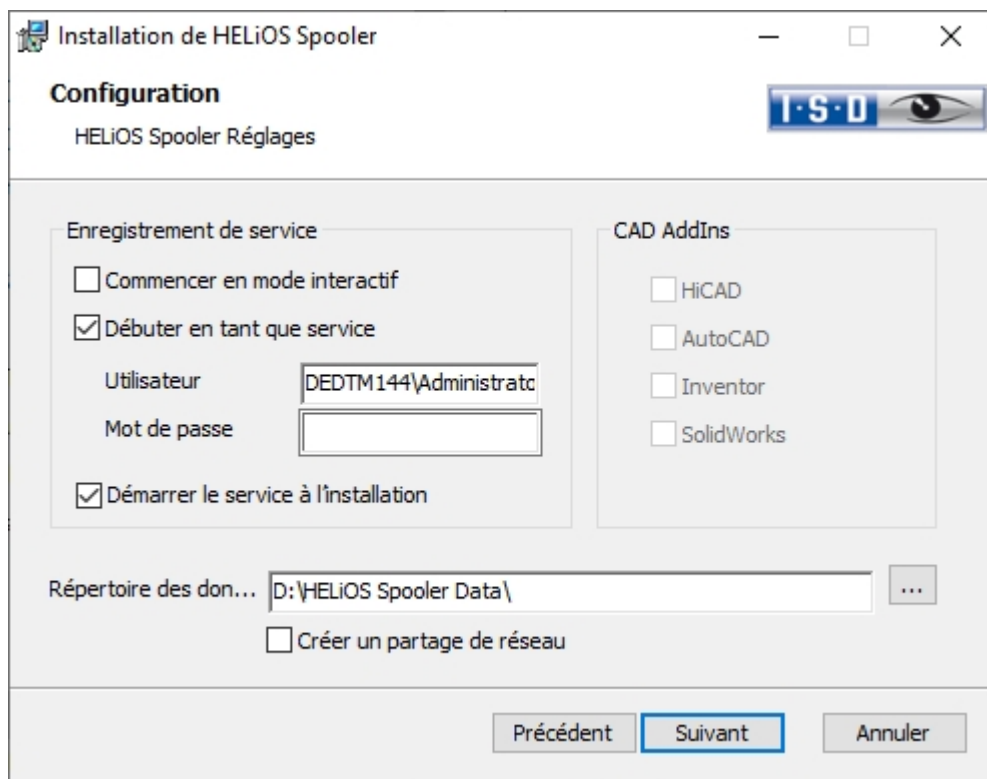 Installation de HELiOS Spooler
Configuration
HELiOS Spooler Réglages
I·S·D
Enregistrement de service
Commencer en mode interactif
Débuter en tant que service
Utilisateur
DEDTM144\Administrato
Mot de passe
Démarrer le service à l'installation
CAD AddIns
HiCAD
AutoCAD
Inventor
SolidWorks
Répertoire des don... D:\HELiOS Spooler Data\ ...
Créer un partage de réseau
Précédent Suivant Annuler